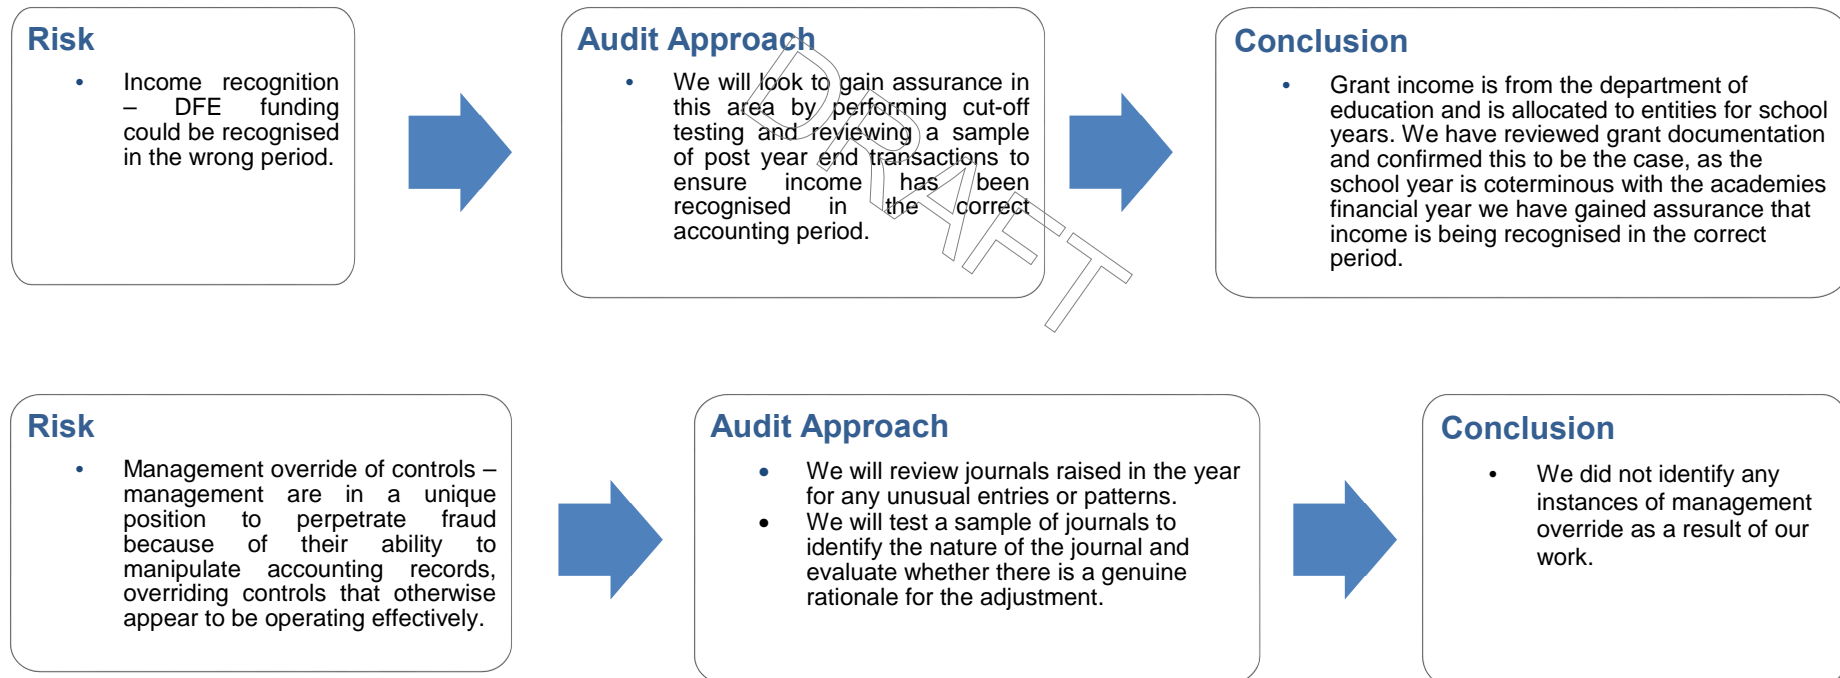 Risk
• Income recognition
– DFE funding
could be recognised
in the wrong period.
Audit Approach
• We will look to gain assurance in
this area by performing cut-off
testing and reviewing a sample
of post year end transactions to
ensure income has been
recognised in the correct
accounting period.
Conclusion
• Grant income is from the department of
education and is allocated to entities for school
years. We have reviewed grant documentation
and confirmed this to be the case, as the
school year is coterminous with the academies
financial year we have gained assurance that
income is being recognised in the correct
period.
DRAFT
Risk
• Management override of controls –
management are in a unique
position to perpetrate fraud
because of their ability to
manipulate accounting records,
overriding controls that otherwise
appear to be operating effectively.
Audit Approach
• We will review journals raised in the year
for any unusual entries or patterns.
• We will test a sample of journals to
identify the nature of the journal and
evaluate whether there is a genuine
rationale for the adjustment.
Conclusion
• We did not identify any
instances of management
override as a result of our
work.